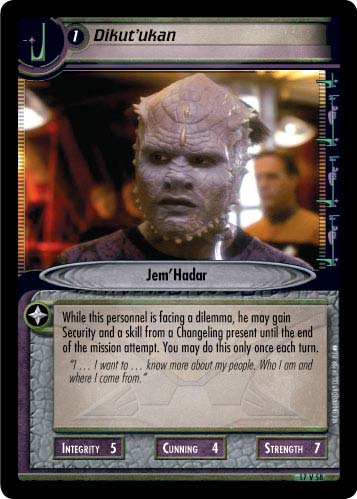 1 Dikut'ukan
Jem'Hadar
While this personnel is facing a dilemma, he may gain
Security and a skill from a Changeling present until the end
of the mission attempt. You may do this only once each turn.
"I … I want to … know more about my people. Who I am and
where I come from."
INTEGRITY 5 CUNNING 4 STRENGTH 7
17 V 58